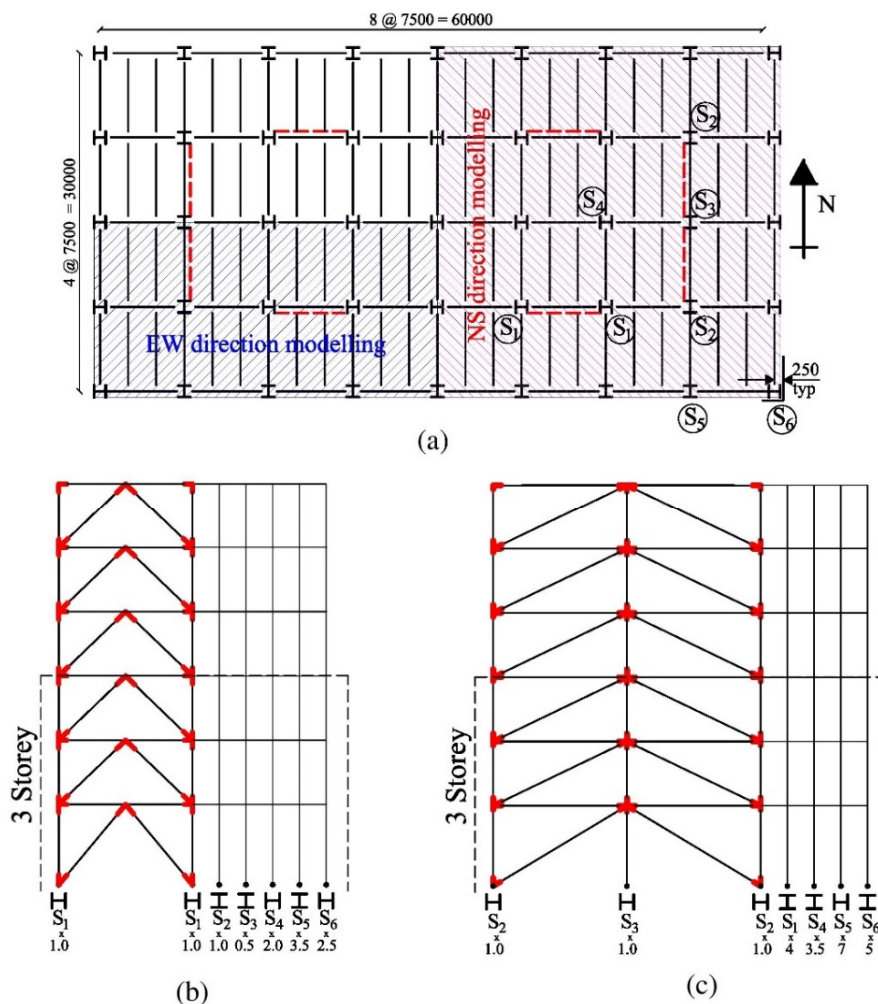 8 @ 7500 = 60000
4 @ 7500 = 30000
NS direction modelling
EW direction modelling
S2
S4
S3
N
S1
S1
S2
250
typ
S5
S6
(a)
3 Storey
S1 S1 S2 S3 S4 S5 S6
x x x x x x x
1.0 1.0 1.0 0.5 2.0 3.5 2.5
(b)
3 Storey
S2 S3 S2 S1 S4 S5 S6
x x x x x x x
1.0 1.0 1.0 4 3.5 7 5
(c)